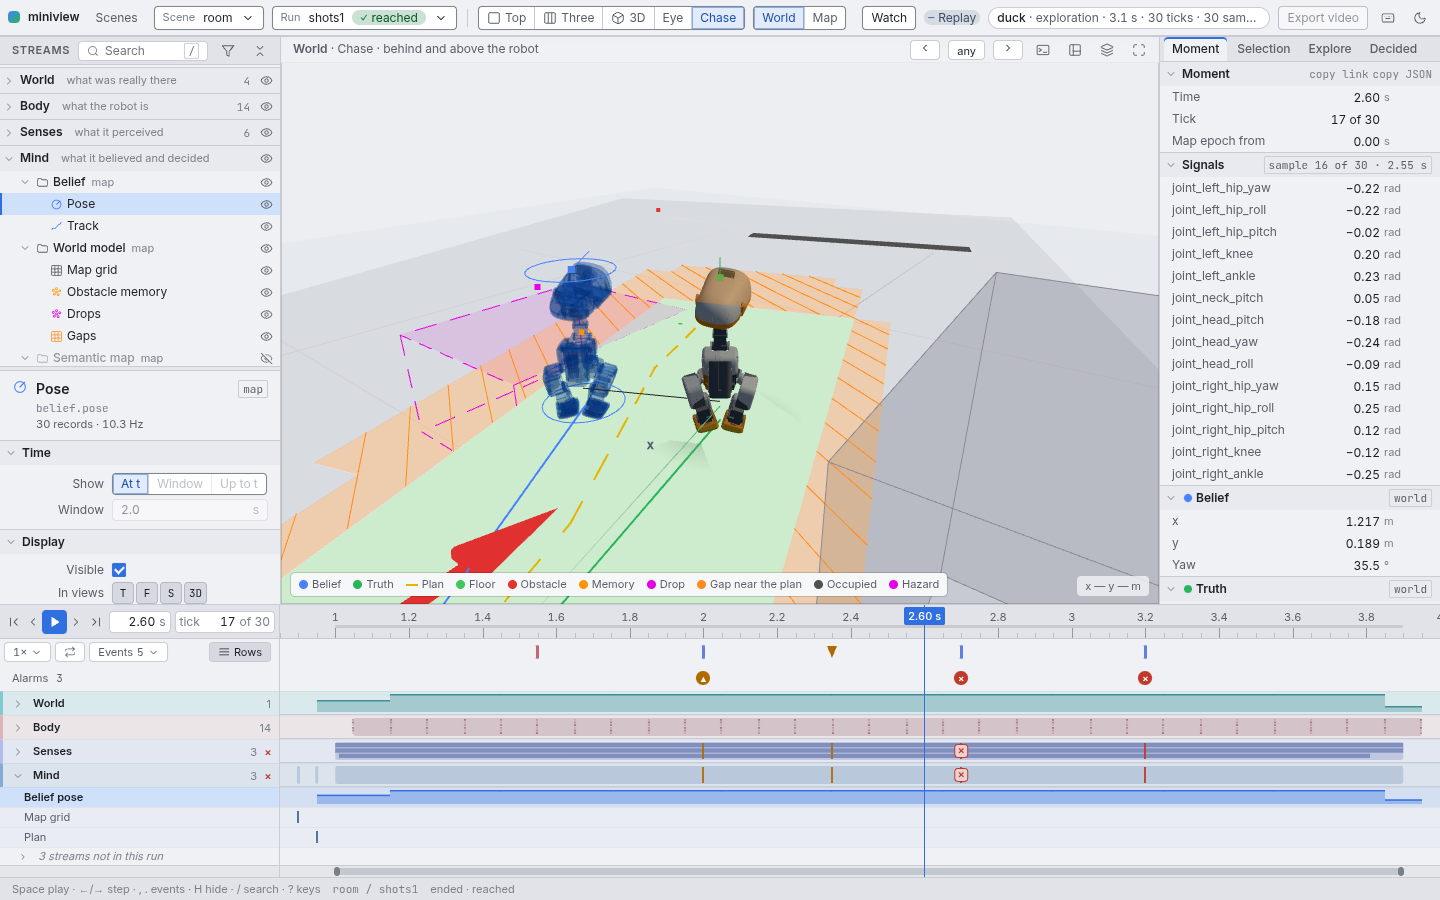 miniview Scenes Scene room Run shots1 ✓ reached Top Three 3D Eye Chase World Map Watch Replay duck · exploration · 3.1 s · 30 ticks · 30 sam... Export video
STREAMS Search / World · Chase · behind and above the robot any Moment Selection Explore Decided
World what was really there 4
Body what the robot is 14
Senses what it perceived 6
Mind what it believed and decided
Belief map
Pose
Track
World model map
Map grid
Obstacle memory
Drops
Gaps
Semantic map map
Pose map
belief.pose
30 records · 10.3 Hz
Time
Show At t Window Up to t
Window 2.0 s
Display
Visible
In views T F S 3D
x
Belief Truth Plan Floor Obstacle Memory Drop Gap near the plan Occupied Hazard
x — y — m
Moment copy link copy JSON
Time 2.60 s
Tick 17 of 30
Map epoch from 0.00 s
Signals sample 16 of 30 · 2.55 s
joint_left_hip_yaw −0.22 rad
joint_left_hip_roll −0.22 rad
joint_left_hip_pitch −0.02 rad
joint_left_knee 0.20 rad
joint_left_ankle 0.23 rad
joint_neck_pitch 0.05 rad
joint_head_pitch −0.18 rad
joint_head_yaw −0.24 rad
joint_head_roll −0.09 rad
joint_right_hip_yaw 0.15 rad
joint_right_hip_roll 0.25 rad
joint_right_hip_pitch 0.12 rad
joint_right_knee −0.12 rad
joint_right_ankle −0.25 rad
Belief world
x 1.217 m
y 0.189 m
Yaw 35.5 °
Truth world
2.60 s tick 17 of 30 1 1.2 1.4 1.6 1.8 2 2.2 2.4 2.60 s 2.8 3 3.2 3.4 3.6 3.8 4
1× Events 5 Rows
Alarms 3
World 1
Body 14
Senses 3 ×
Mind 3 ×
Belief pose
Map grid
Plan
3 streams not in this run
Space play · ←/→ step · , . events · H hide · / search · ? keys room / shots1 ended · reached